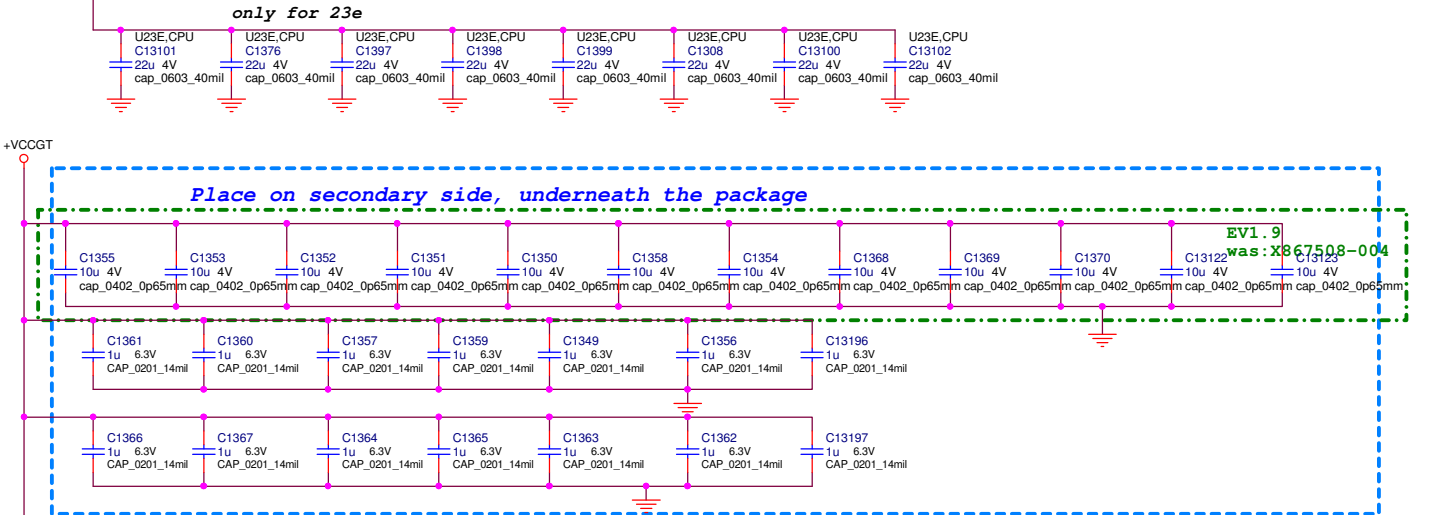 only for 23e
U23E,CPU U23E,CPU U23E,CPU U23E,CPU U23E,CPU U23E,CPU U23E,CPU U23E,CPU
C13101 C1376 C1397 C1398 C1399 C1308 C13100 C13102
22u 4V 22u 4V 22u 4V 22u 4V 22u 4V 22u 4V 22u 4V 22u 4V
cap_0603_40mil cap_0603_40mil cap_0603_40mil cap_0603_40mil cap_0603_40mil cap_0603_40mil cap_0603_40mil cap_0603_40mil
+VCCGT
Place on secondary side, underneath the package
EV1.9
was:X867508-004
C1355 C1353 C1352 C1351 C1350 C1358 C1354 C1368 C1369 C1370 C13122 C13123
10u 4V 10u 4V 10u 4V 10u 4V 10u 4V 10u 4V 10u 4V 10u 4V 10u 4V 10u 4V 10u 4V 10u 4V
cap_0402_0p65mm cap_0402_0p65mm cap_0402_0p65mm cap_0402_0p65mm cap_0402_0p65mm cap_0402_0p65mm cap_0402_0p65mm cap_0402_0p65mm cap_0402_0p65mm cap_0402_0p65mm cap_0402_0p65mm cap_0402_0p65mm
C1361 C1360 C1357 C1359 C1349 C1356 C13196
1u 6.3V 1u 6.3V 1u 6.3V 1u 6.3V 1u 6.3V 1u 6.3V 1u 6.3V
CAP_0201_14mil CAP_0201_14mil CAP_0201_14mil CAP_0201_14mil CAP_0201_14mil CAP_0201_14mil CAP_0201_14mil
C1366 C1367 C1364 C1365 C1363 C1362 C13197
1u 6.3V 1u 6.3V 1u 6.3V 1u 6.3V 1u 6.3V 1u 6.3V 1u 6.3V
CAP_0201_14mil CAP_0201_14mil CAP_0201_14mil CAP_0201_14mil CAP_0201_14mil CAP_0201_14mil CAP_0201_14mil